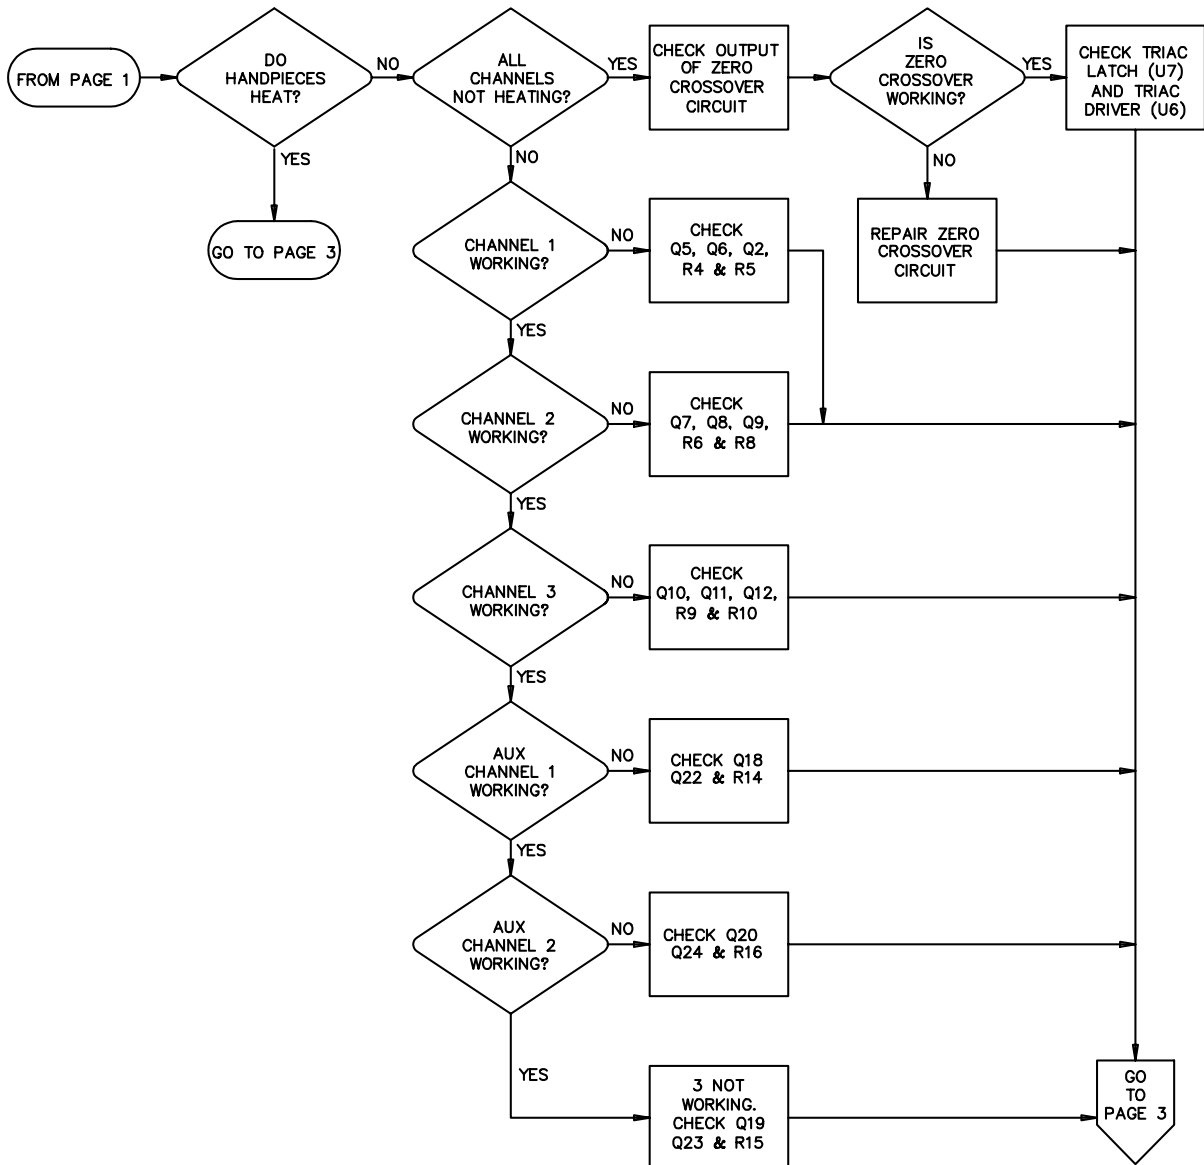 FROM PAGE 1
DO
HANDPIECES
HEAT?
NO
YES
GO TO PAGE 3
ALL
CHANNELS
NOT HEATING?
YES
NO
CHECK OUTPUT
OF ZERO
CROSSOVER
CIRCUIT
IS
ZERO
CROSSOVER
WORKING?
YES
NO
CHECK TRIAC
LATCH (U7)
AND TRIAC
DRIVER (U6)
REPAIR ZERO
CROSSOVER
CIRCUIT
CHANNEL 1
WORKING?
NO
YES
CHECK
Q5, Q6, Q2,
R4 & R5
CHANNEL 2
WORKING?
NO
YES
CHECK
Q7, Q8, Q9,
R6 & R8
CHANNEL 3
WORKING?
NO
YES
CHECK
Q10, Q11, Q12,
R9 & R10
AUX
CHANNEL 1
WORKING?
NO
YES
CHECK Q18
Q22 & R14
AUX
CHANNEL 2
WORKING?
NO
YES
CHECK Q20
Q24 & R16
3 NOT
WORKING.
CHECK Q19
Q23 & R15
GO
TO
PAGE 3